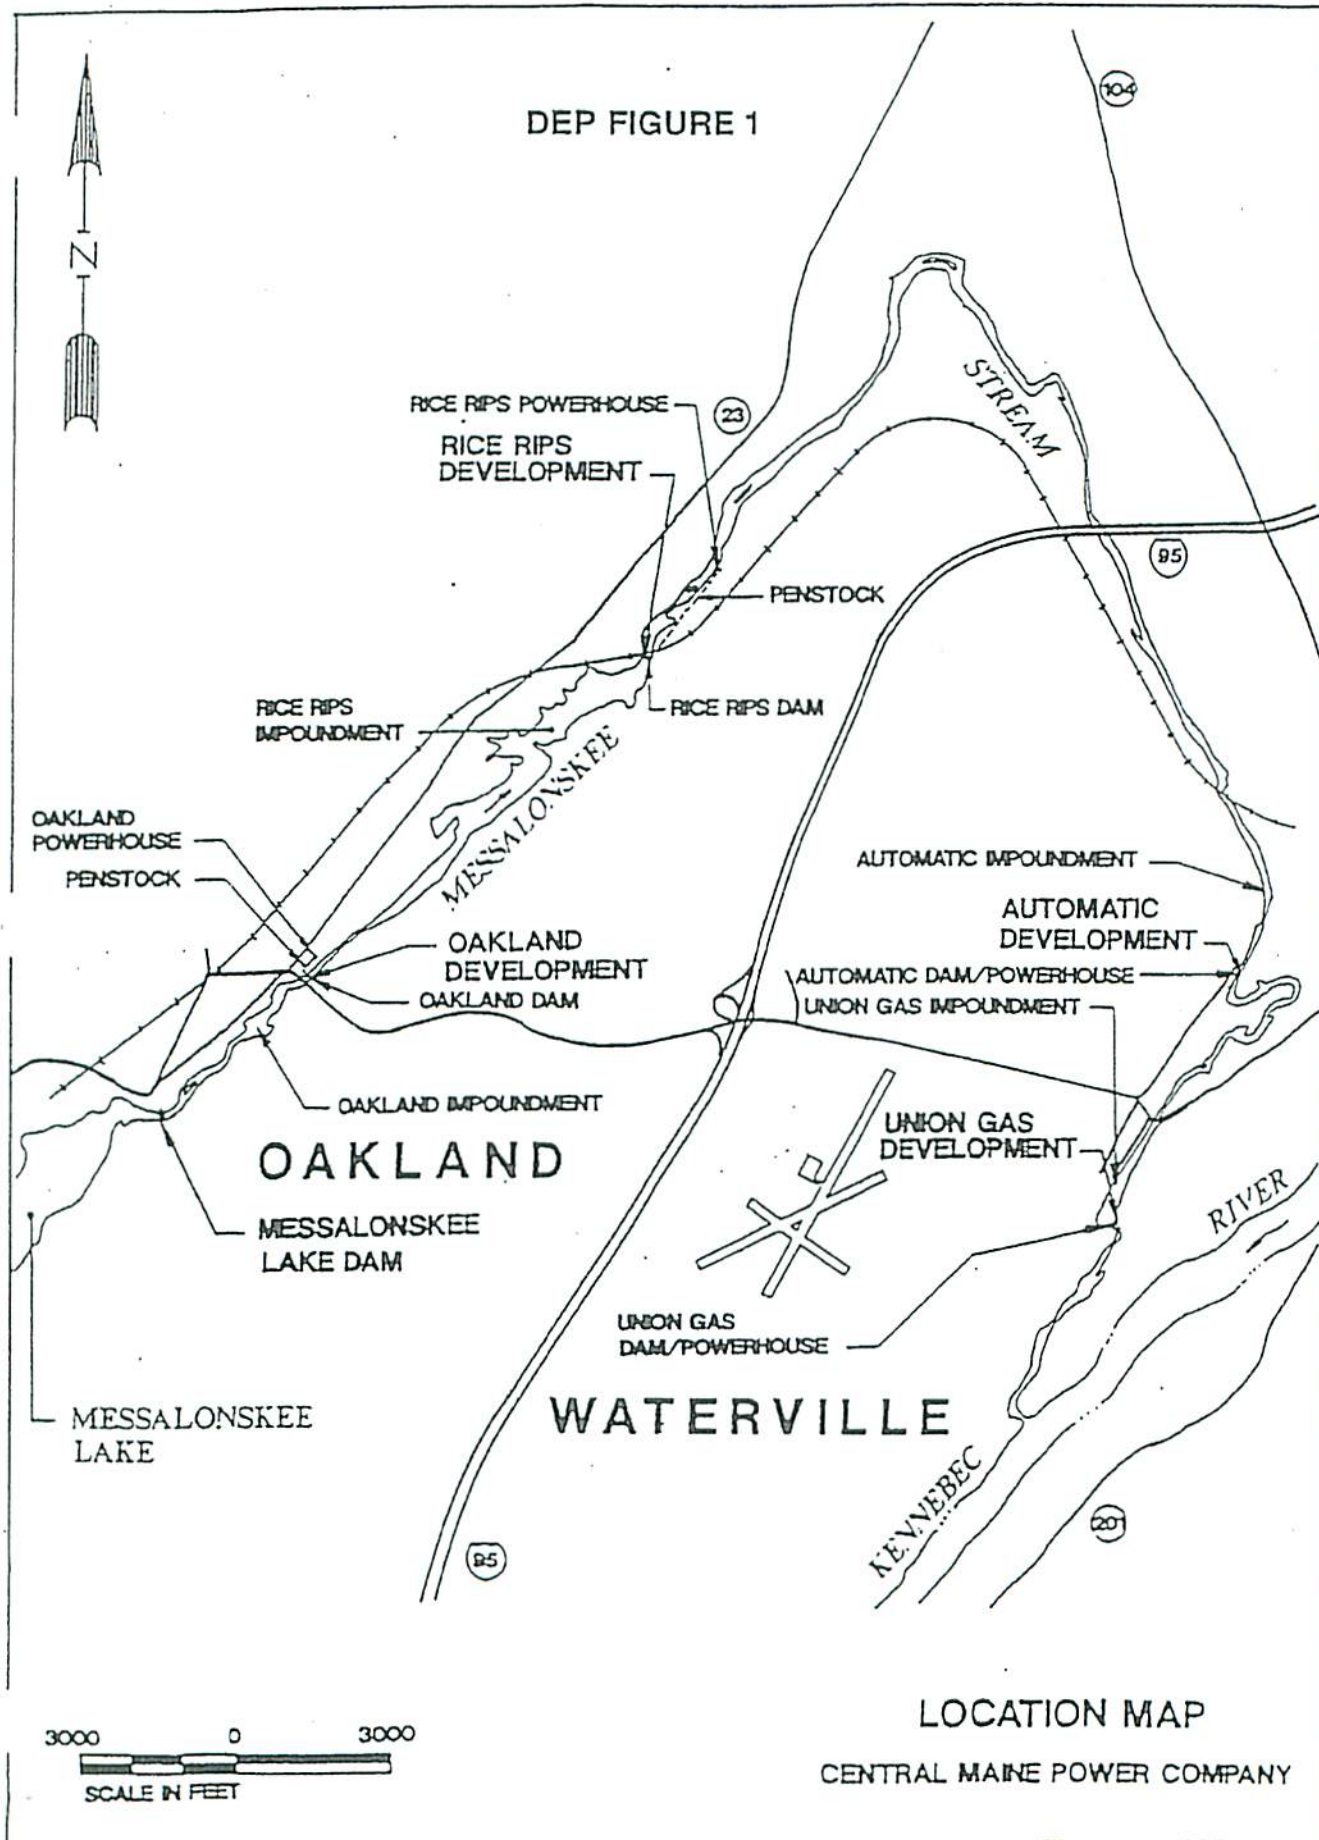 DEP FIGURE 1
104
N
STREAM
RICE RIPS POWERHOUSE
23
RICE RIPS
DEVELOPMENT
95
PENSTOCK
RICE RIPS
IMPOUNDMENT
RICE RIPS DAM
MESSALONSKEE
OAKLAND
POWERHOUSE
PENSTOCK
AUTOMATIC IMPOUNDMENT
AUTOMATIC
DEVELOPMENT
OAKLAND
DEVELOPMENT
OAKLAND DAM
AUTOMATIC DAM/POWERHOUSE
UNION GAS IMPOUNDMENT
OAKLAND IMPOUNDMENT
UNION GAS
DEVELOPMENT
OAKLAND
RIVER
MESSALONSKEE
LAKE DAM
UNION GAS
DAM/POWERHOUSE
MESSALONSKEE
LAKE
WATERVILLE
KENNEBEC
201
95
LOCATION MAP
CENTRAL MAINE POWER COMPANY
3000 0 3000
SCALE IN FEET